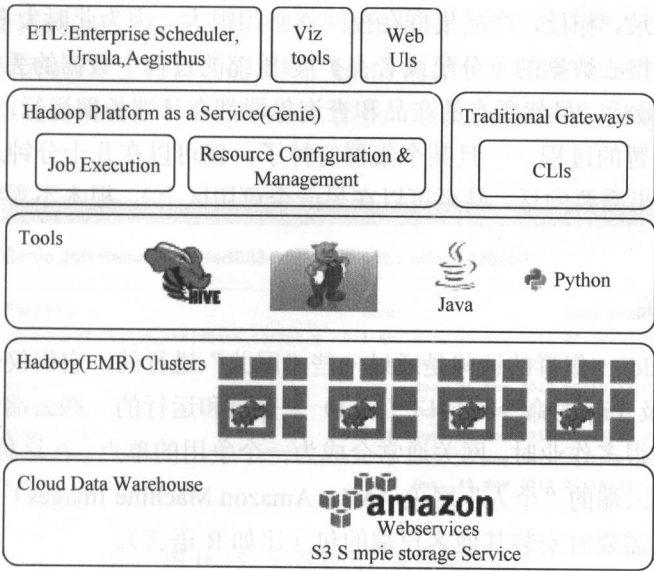 ETL:Enterprise Scheduler,
Ursula,Aegisthus
Viz
tools
Web
UIs
Hadoop Platform as a Service(Genie)
Job Execution
Resource Configuration &
Management
Traditional Gateways
CLIs
Tools
HIVE
Java
Python
Hadoop(EMR) Clusters
Cloud Data Warehouse
amazon
Webservices
S3 S mpie storage Service